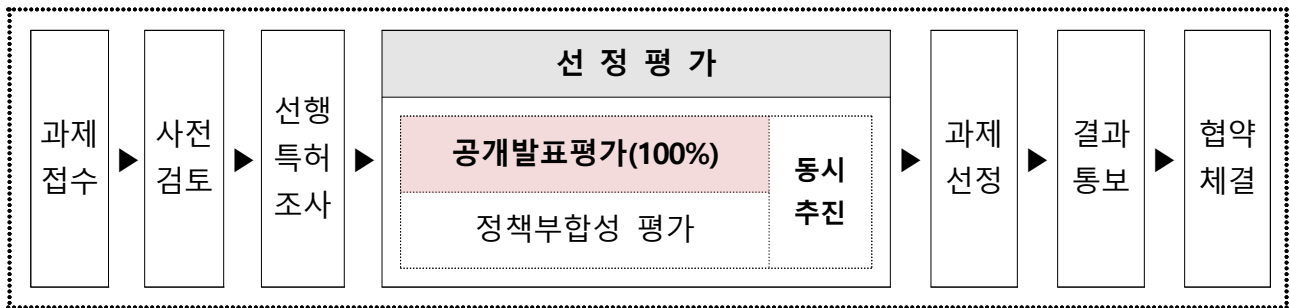 과제
접수
▶
사전
검토
▶
선행
특허
조사
▶
선 정 평 가
공개발표평가(100%)
정책부합성 평가
동시
추진
▶
과제
선정
▶
결과
통보
▶
협약
체결